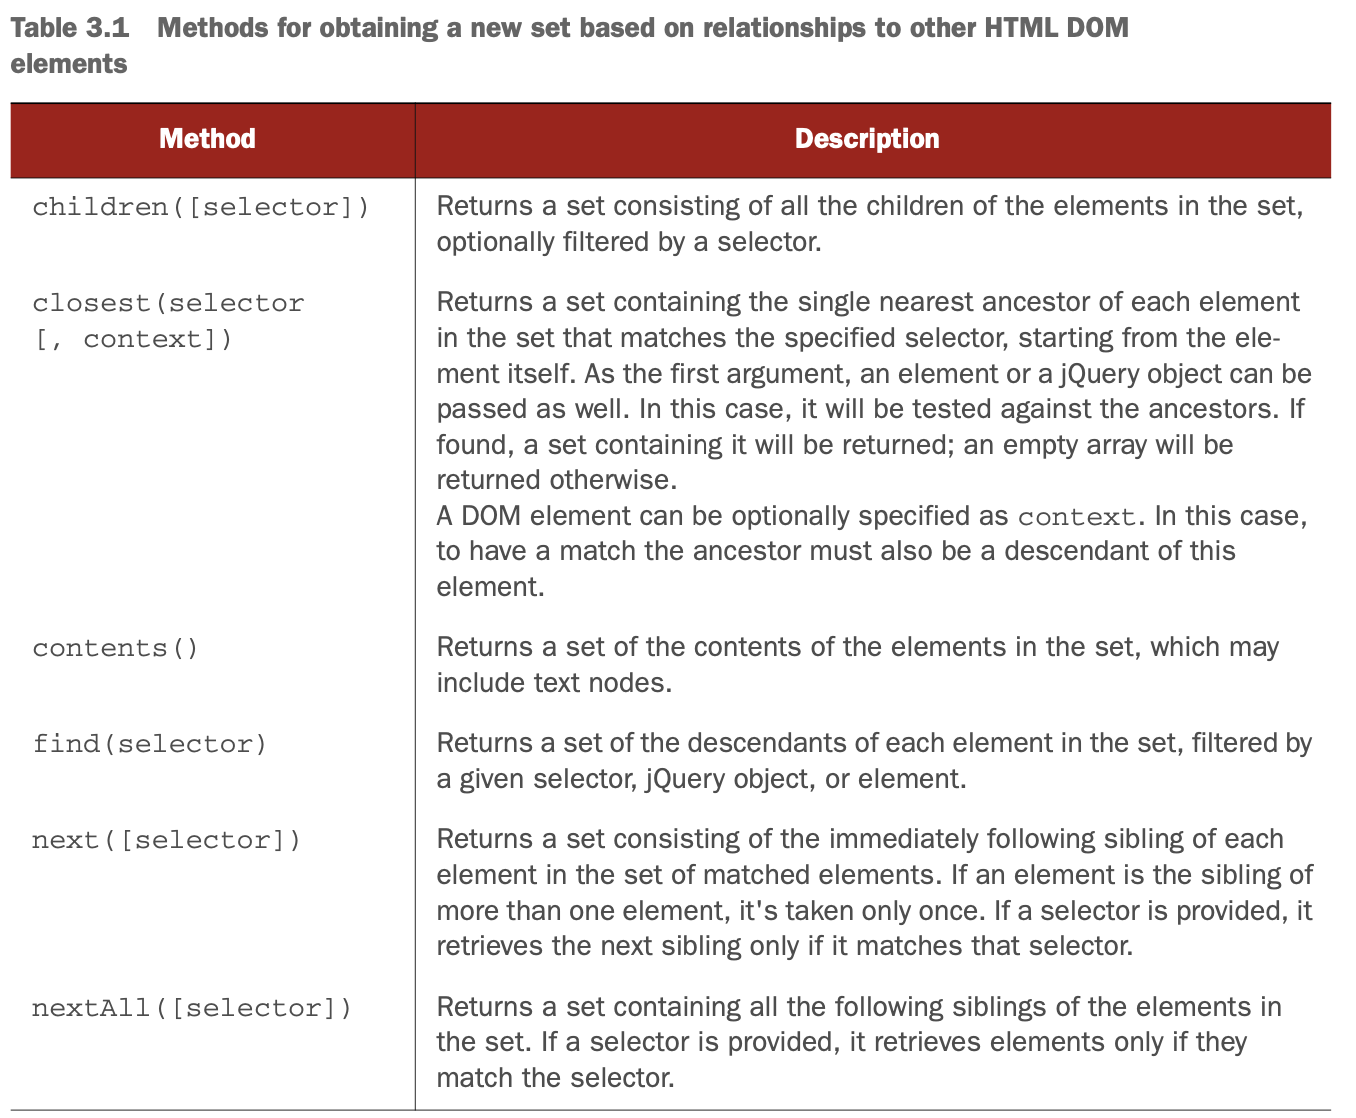 Table 3.1 Methods for obtaining a new set based on relationships to other HTML DOM
elements
Method Description
children([selector]) Returns a set consisting of all the children of the elements in the set,
optionally filtered by a selector.
closest(selector Returns a set containing the single nearest ancestor of each element
[, context]) in the set that matches the specified selector, starting from the ele-
ment itself. As the first argument, an element or a jQuery object can be
passed as well. In this case, it will be tested against the ancestors. If
found, a set containing it will be returned; an empty array will be
returned otherwise.
A DOM element can be optionally specified as context. In this case,
to have a match the ancestor must also be a descendant of this
element.
contents() Returns a set of the contents of the elements in the set, which may
include text nodes.
find(selector) Returns a set of the descendants of each element in the set, filtered by
a given selector, jQuery object, or element.
next([selector]) Returns a set consisting of the immediately following sibling of each
element in the set of matched elements. If an element is the sibling of
more than one element, it's taken only once. If a selector is provided, it
retrieves the next sibling only if it matches that selector.
nextAll([selector]) Returns a set containing all the following siblings of the elements in
the set. If a selector is provided, it retrieves elements only if they
match the selector.